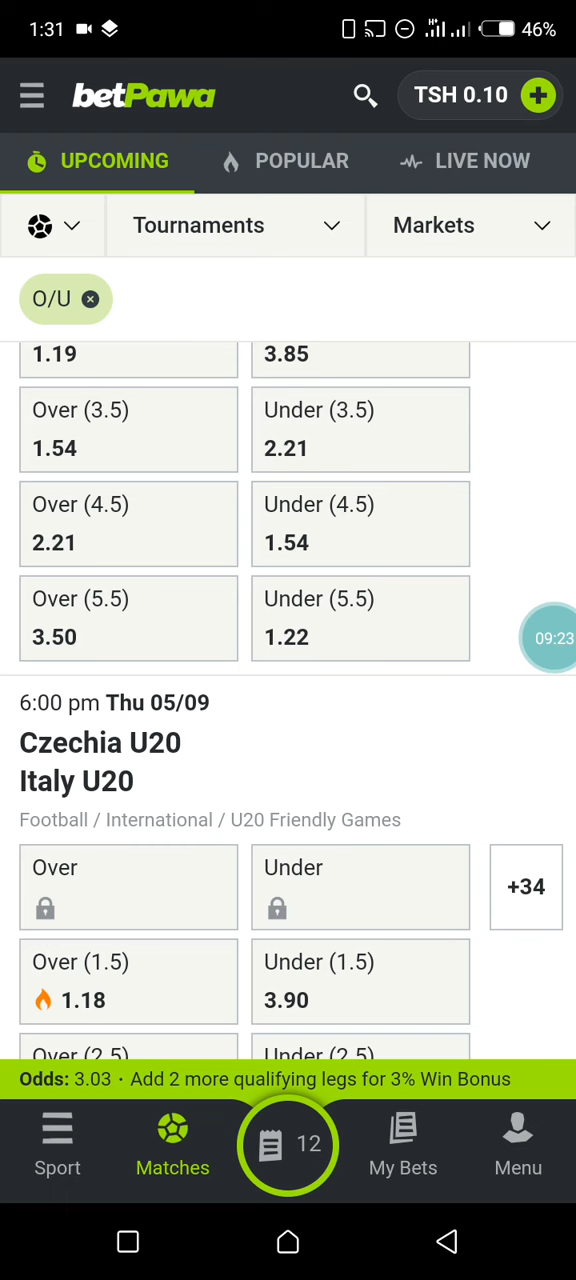 1:31 46%
betPawa TSH 0.10 +
UPCOMING POPULAR LIVE NOW
Tournaments Markets
O/U
1.19 3.85
Over (3.5) Under (3.5)
1.54 2.21
Over (4.5) Under (4.5)
2.21 1.54
Over (5.5) Under (5.5)
3.50 1.22
09:23
6:00 pm Thu 05/09
Czechia U20
Italy U20
Football / International / U20 Friendly Games
Over Under
+34
Over (1.5) Under (1.5)
1.18 3.90
Over (2.5) Under (2.5)
Odds: 3.03 · Add 2 more qualifying legs for 3% Win Bonus
12
Sport Matches My Bets Menu